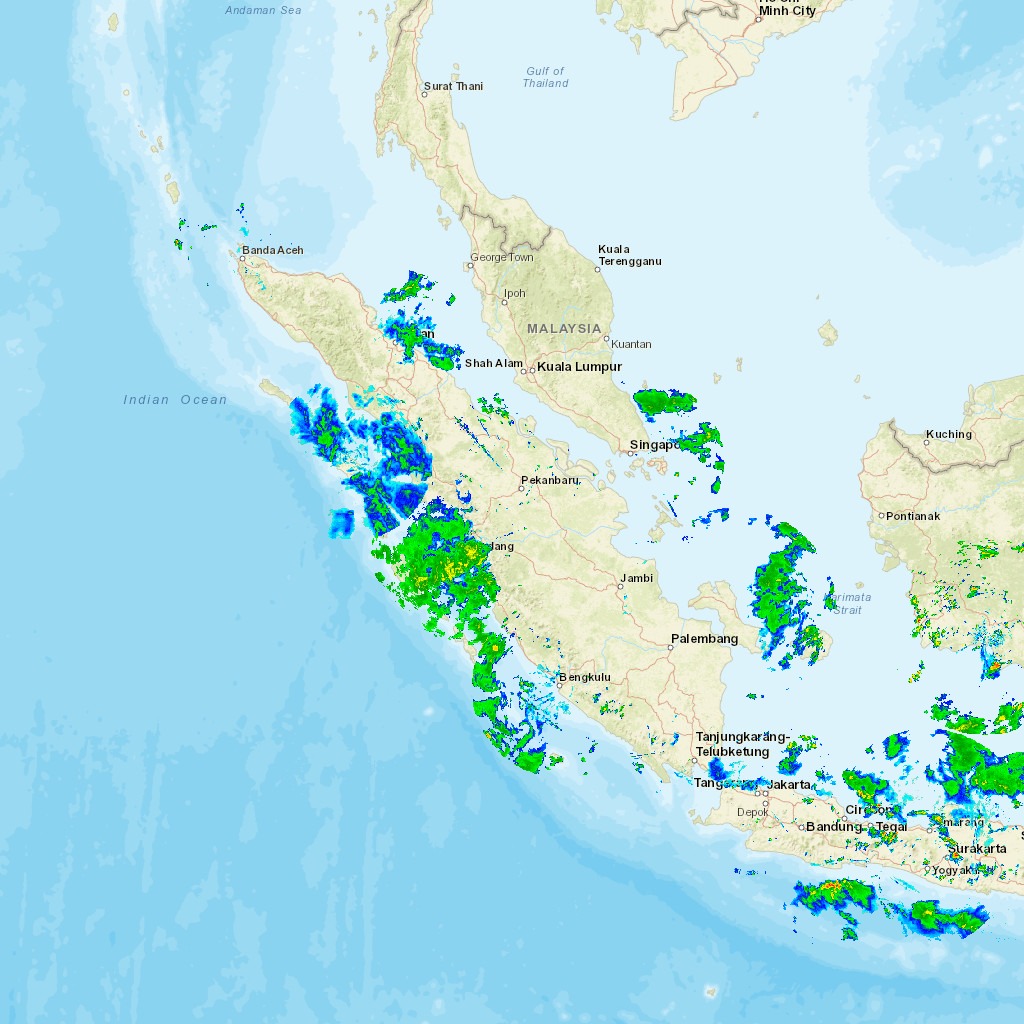 Andaman Sea
Minh City
Gulf of
Thailand
Surat Thani
Banda Aceh
George Town
Kuala
Terengganu
Ipoh
MALAYSIA
Kuantan
Shah Alam
Kuala Lumpur
Indian Ocean
Kuching
Pekanbaru
Pontianak
Jambi
Strait
Palembang
Bengkulu
Tanjungkarang-
Telubketung
Jakarta
Depok
Bandung
Tegal
Surakarta